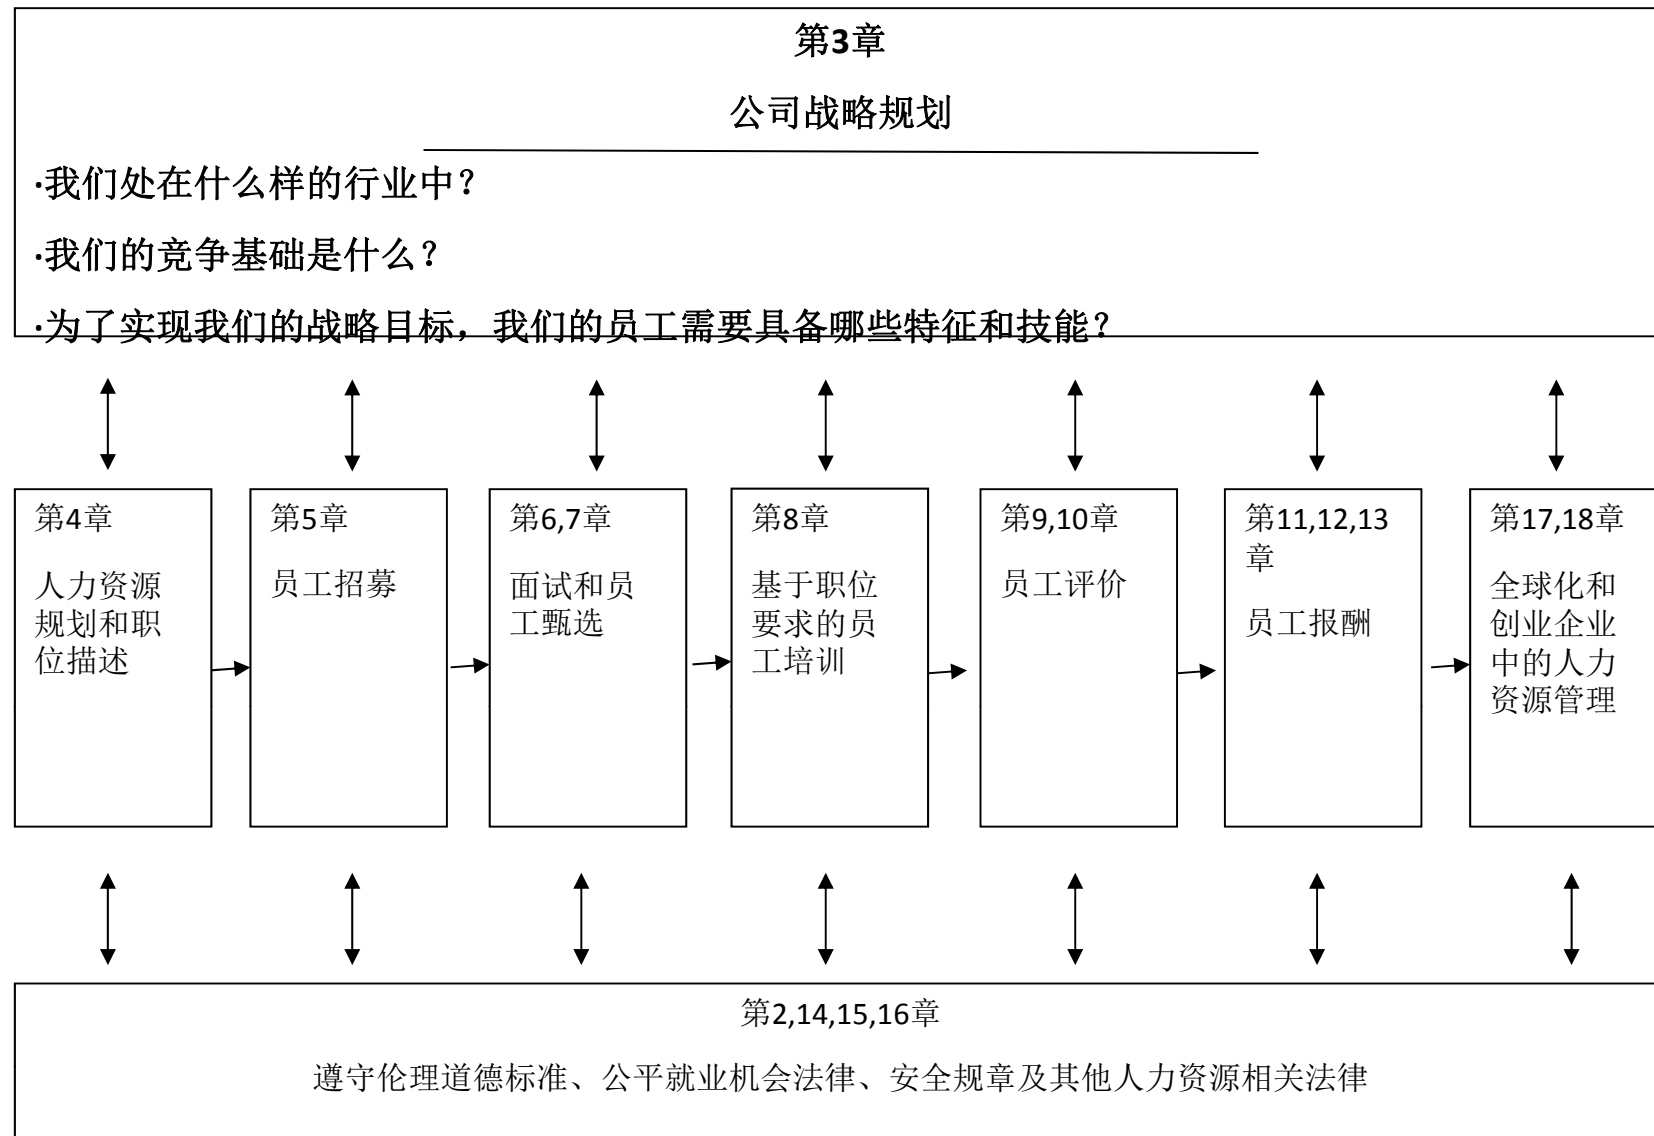 第3章
公司战略规划
·我们处在什么样的行业中？
·我们的竞争基础是什么？
·为了实现我们的战略目标，我们的员工需要具备哪些特征和技能？
第4章
人力资源
规划和职
位描述
第5章
员工招募
第6,7章
面试和员
工甄选
第8章
基于职位
要求的员
工培训
第9,10章
员工评价
第11,12,13
章
员工报酬
第17,18章
全球化和
创业企业
中的人力
资源管理
第2,14,15,16章
遵守伦理道德标准、公平就业机会法律、安全规章及其他人力资源相关法律